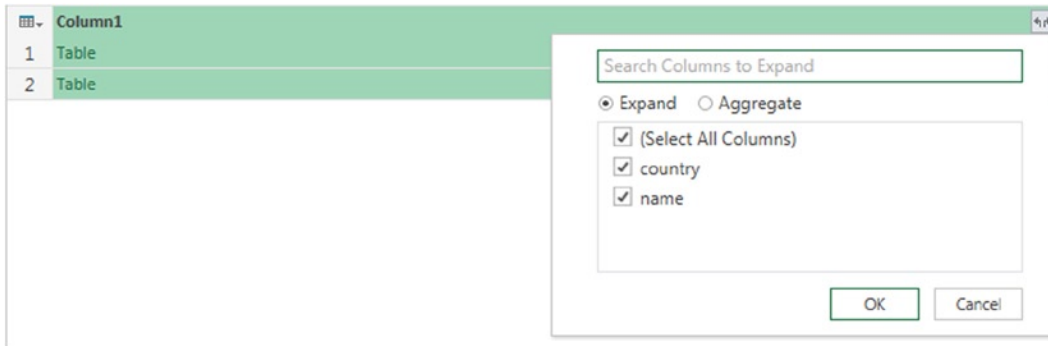 Column1
1 Table
2 Table
Search Columns to Expand
Expand Aggregate
(Select All Columns)
country
name
OK Cancel